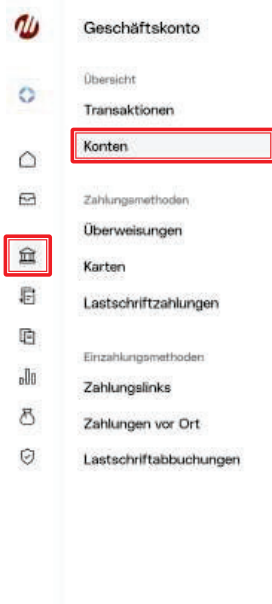 Geschäftskonto
Übersicht
Transaktionen
Konten
Zahlungsmethoden
Überweisungen
Karten
Lastschriftzahlungen
Einzahlungsmethoden
Zahlungslinks
Zahlungen vor Ort
Lastschriftabbuchungen